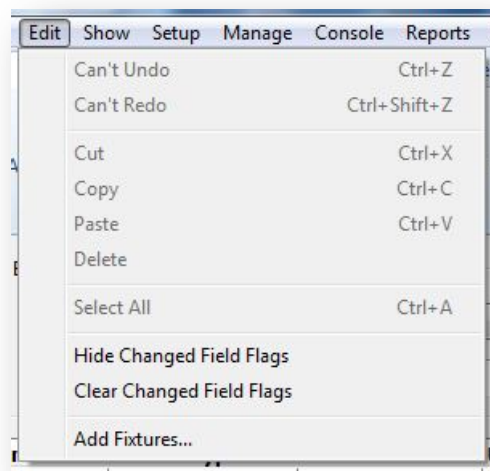 Edit Show Setup Manage Console Reports
Can't Undo Ctrl+Z
Can't Redo Ctrl+Shift+Z
Cut Ctrl+X
Copy Ctrl+C
Paste Ctrl+V
Delete
Select All Ctrl+A
Hide Changed Field Flags
Clear Changed Field Flags
Add Fixtures...